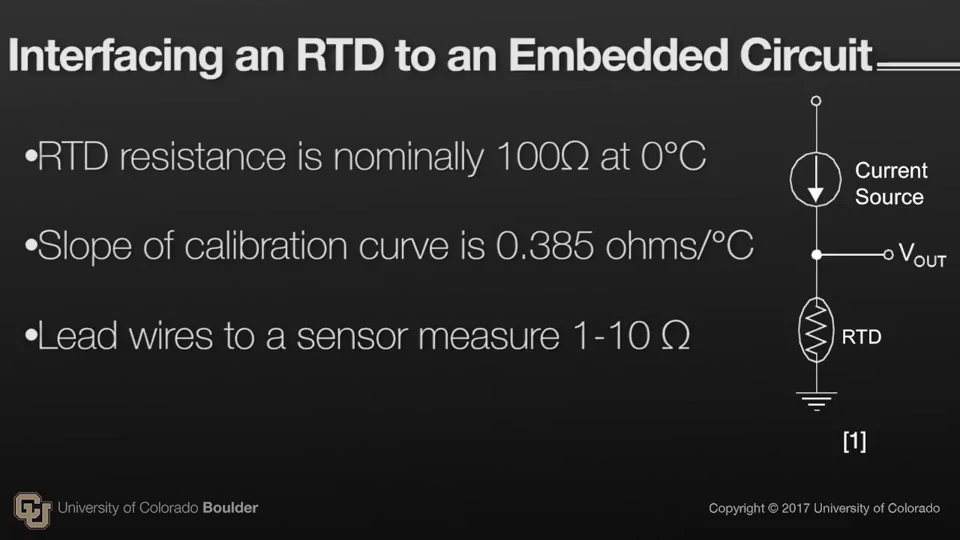 Interfacing an RTD to an Embedded Circuit
•RTD resistance is nominally 100Ω at 0°C
•Slope of calibration curve is 0.385 ohms/°C
•Lead wires to a sensor measure 1-10 Ω
Current
Source
VOUT
RTD
[1]
CU
University of Colorado Boulder
Copyright © 2017 University of Colorado